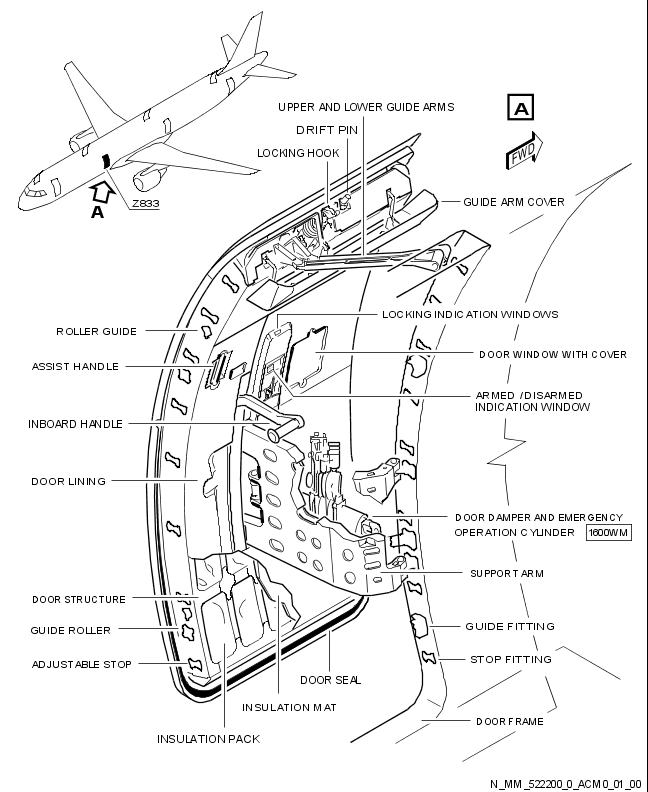 UPPER AND LOWER GUIDE ARMS
A
DRIFT PIN
LOCKING HOOK
FWD
A
Z833
GUIDE ARM COVER
LOCKING INDICATION WINDOWS
ROLLER GUIDE
DOOR WINDOW WITH COVER
ASSIST HANDLE
ARMED /DISARMED
INDICATION WINDOW
INBOARD HANDLE
DOOR LINING
DOOR DAMPER AND EMERGENCY
OPERATION CYLINDER 1600WM
SUPPORT ARM
DOOR STRUCTURE
GUIDE FITTING
GUIDE ROLLER
STOP FITTING
ADJUSTABLE STOP
DOOR SEAL
INSULATION MAT
DOOR FRAME
INSULATION PACK
N_MM_522200_0_ACM0_01_00